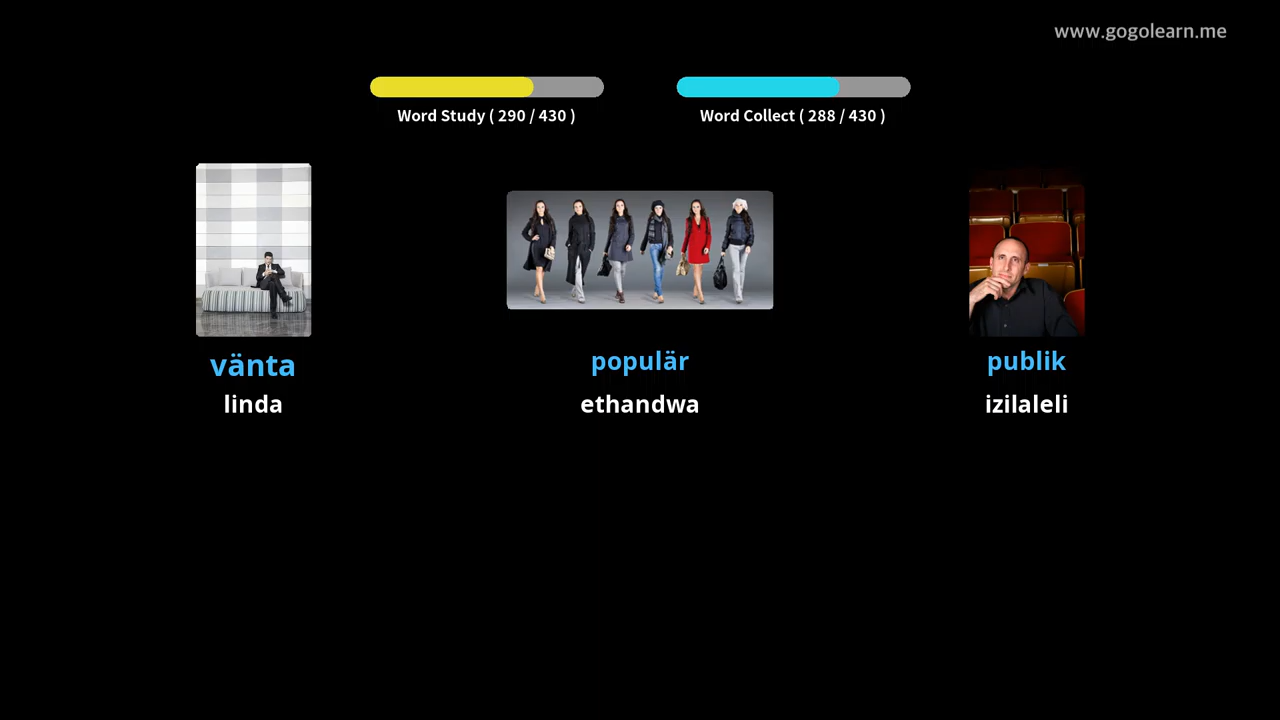 www.gogolearn.me
Word Study ( 290 / 430 )
Word Collect ( 288 / 430 )
vänta
linda
populär
ethandwa
publik
izilaleli